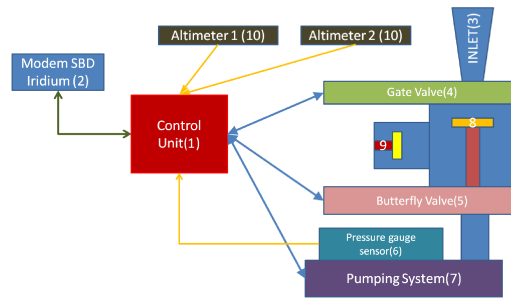 Altimeter 1 (10)
Altimeter 2 (10)
INLET(3)
Modem SBD
Iridium (2)
Control
Unit(1)
Gate Valve(4)
8
9
Butterfly Valve(5)
Pressure gauge
sensor(6)
Pumping System(7)